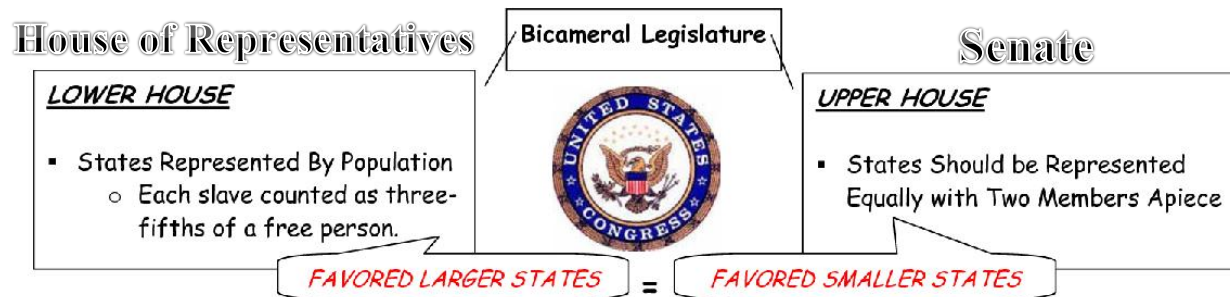 House of Representatives
Bicameral Legislature
Senate
LOWER HOUSE
▪ States Represented By Population
o Each slave counted as three-
fifths of a free person.
UNITED STATES
CONGRESS
UPPER HOUSE
▪ States Should be Represented
Equally with Two Members Apiece
FAVORED LARGER STATES
=
FAVORED SMALLER STATES